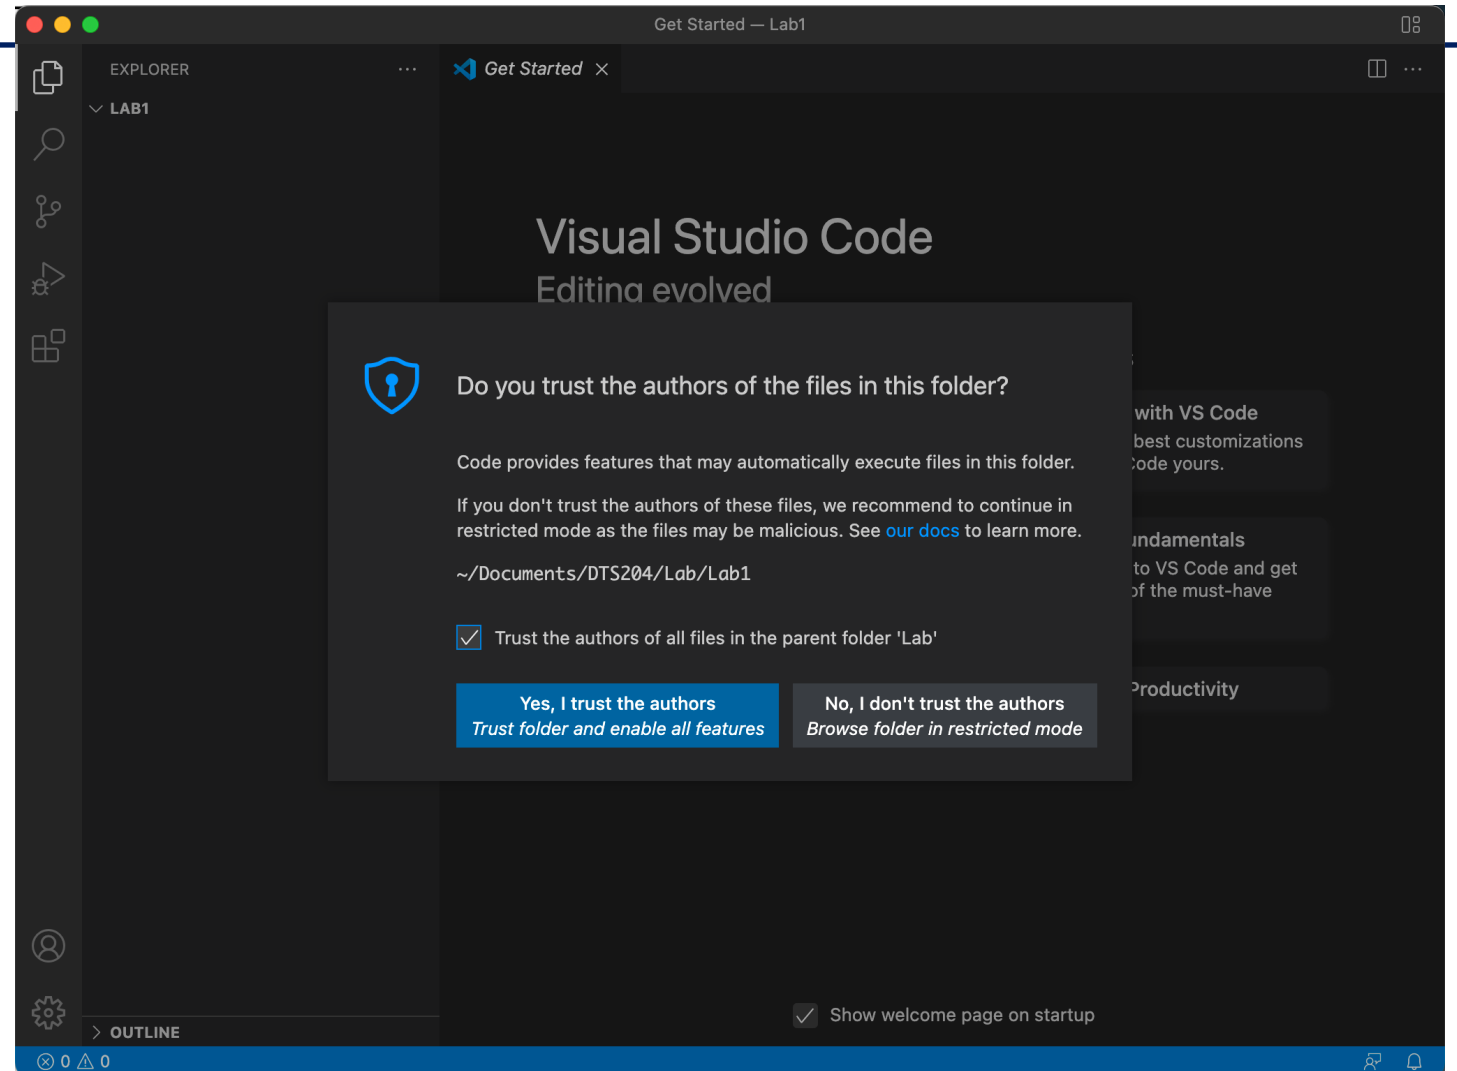 Get Started — Lab1
EXPLORER
Get Started
LAB1
Visual Studio Code
Editing evolved
Do you trust the authors of the files in this folder?
Code provides features that may automatically execute files in this folder.
If you don't trust the authors of these files, we recommend to continue in
restricted mode as the files may be malicious. See our docs to learn more.
~/Documents/DTS204/Lab/Lab1
Trust the authors of all files in the parent folder 'Lab'
Yes, I trust the authors
Trust folder and enable all features
No, I don't trust the authors
Browse folder in restricted mode
with VS Code
best customizations
Code yours.
undamentals
to VS Code and get
of the must-have
Productivity
Show welcome page on startup
OUTLINE
0 0